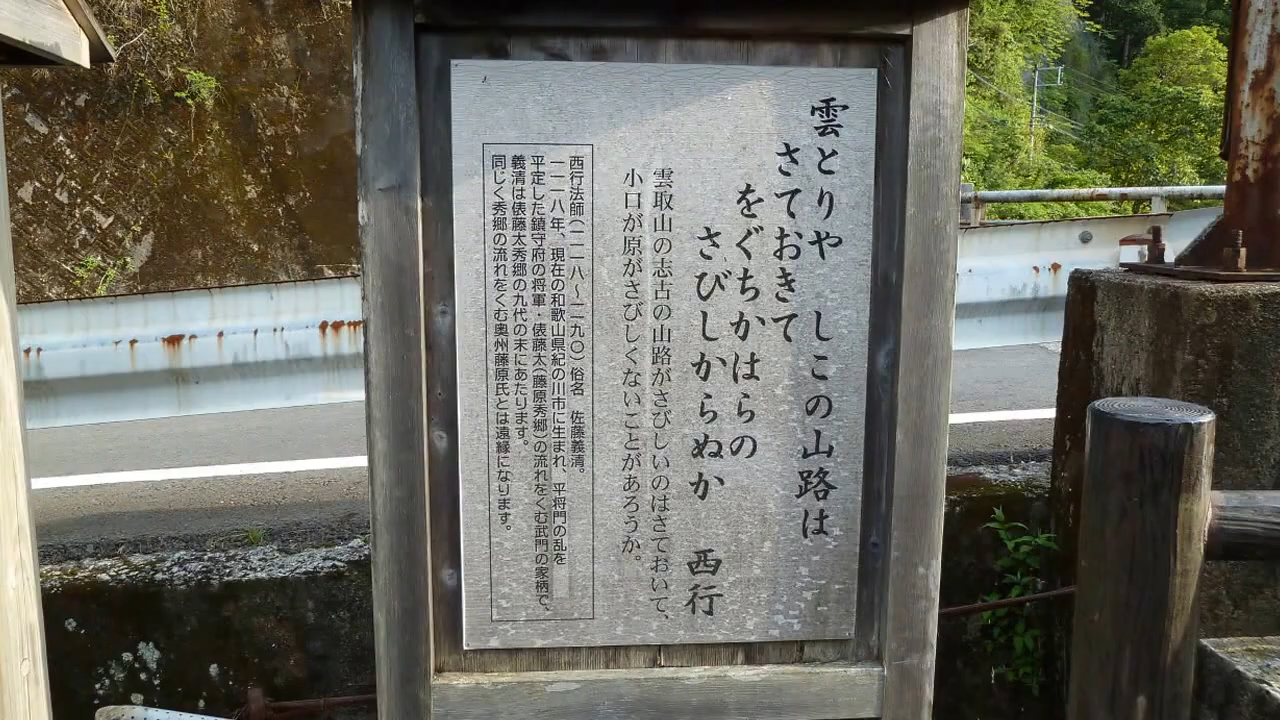 雲とりや しこの山路は
さておきて
をぐちかはらの
さびしからぬか 西行
雲取山の志古の山路がさびしいのはさておいて、
小口が原がさびしくないことがあろうか。
西行法師(一一一八~一一九〇)俗名 佐藤義清。
一一一八年、現在の和歌山県紀の川市に生まれ、平将門の乱を
平定した鎮守府の将軍・俵藤太(藤原秀郷)の流れをくむ武門の家柄で、
義清は俵藤太秀郷の九代の末にあたります。
同じく秀郷の流れをくむ奥州藤原氏とは遠縁になります。